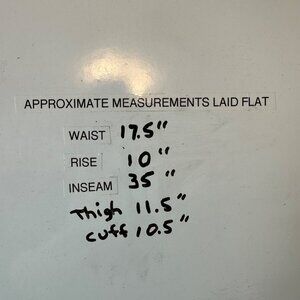 APPROXIMATE MEASUREMENTS LAID FLAT
WAIST 17.5"
RISE 10"
INSEAM 35"
Thigh 11.5"
cuff 10.5"